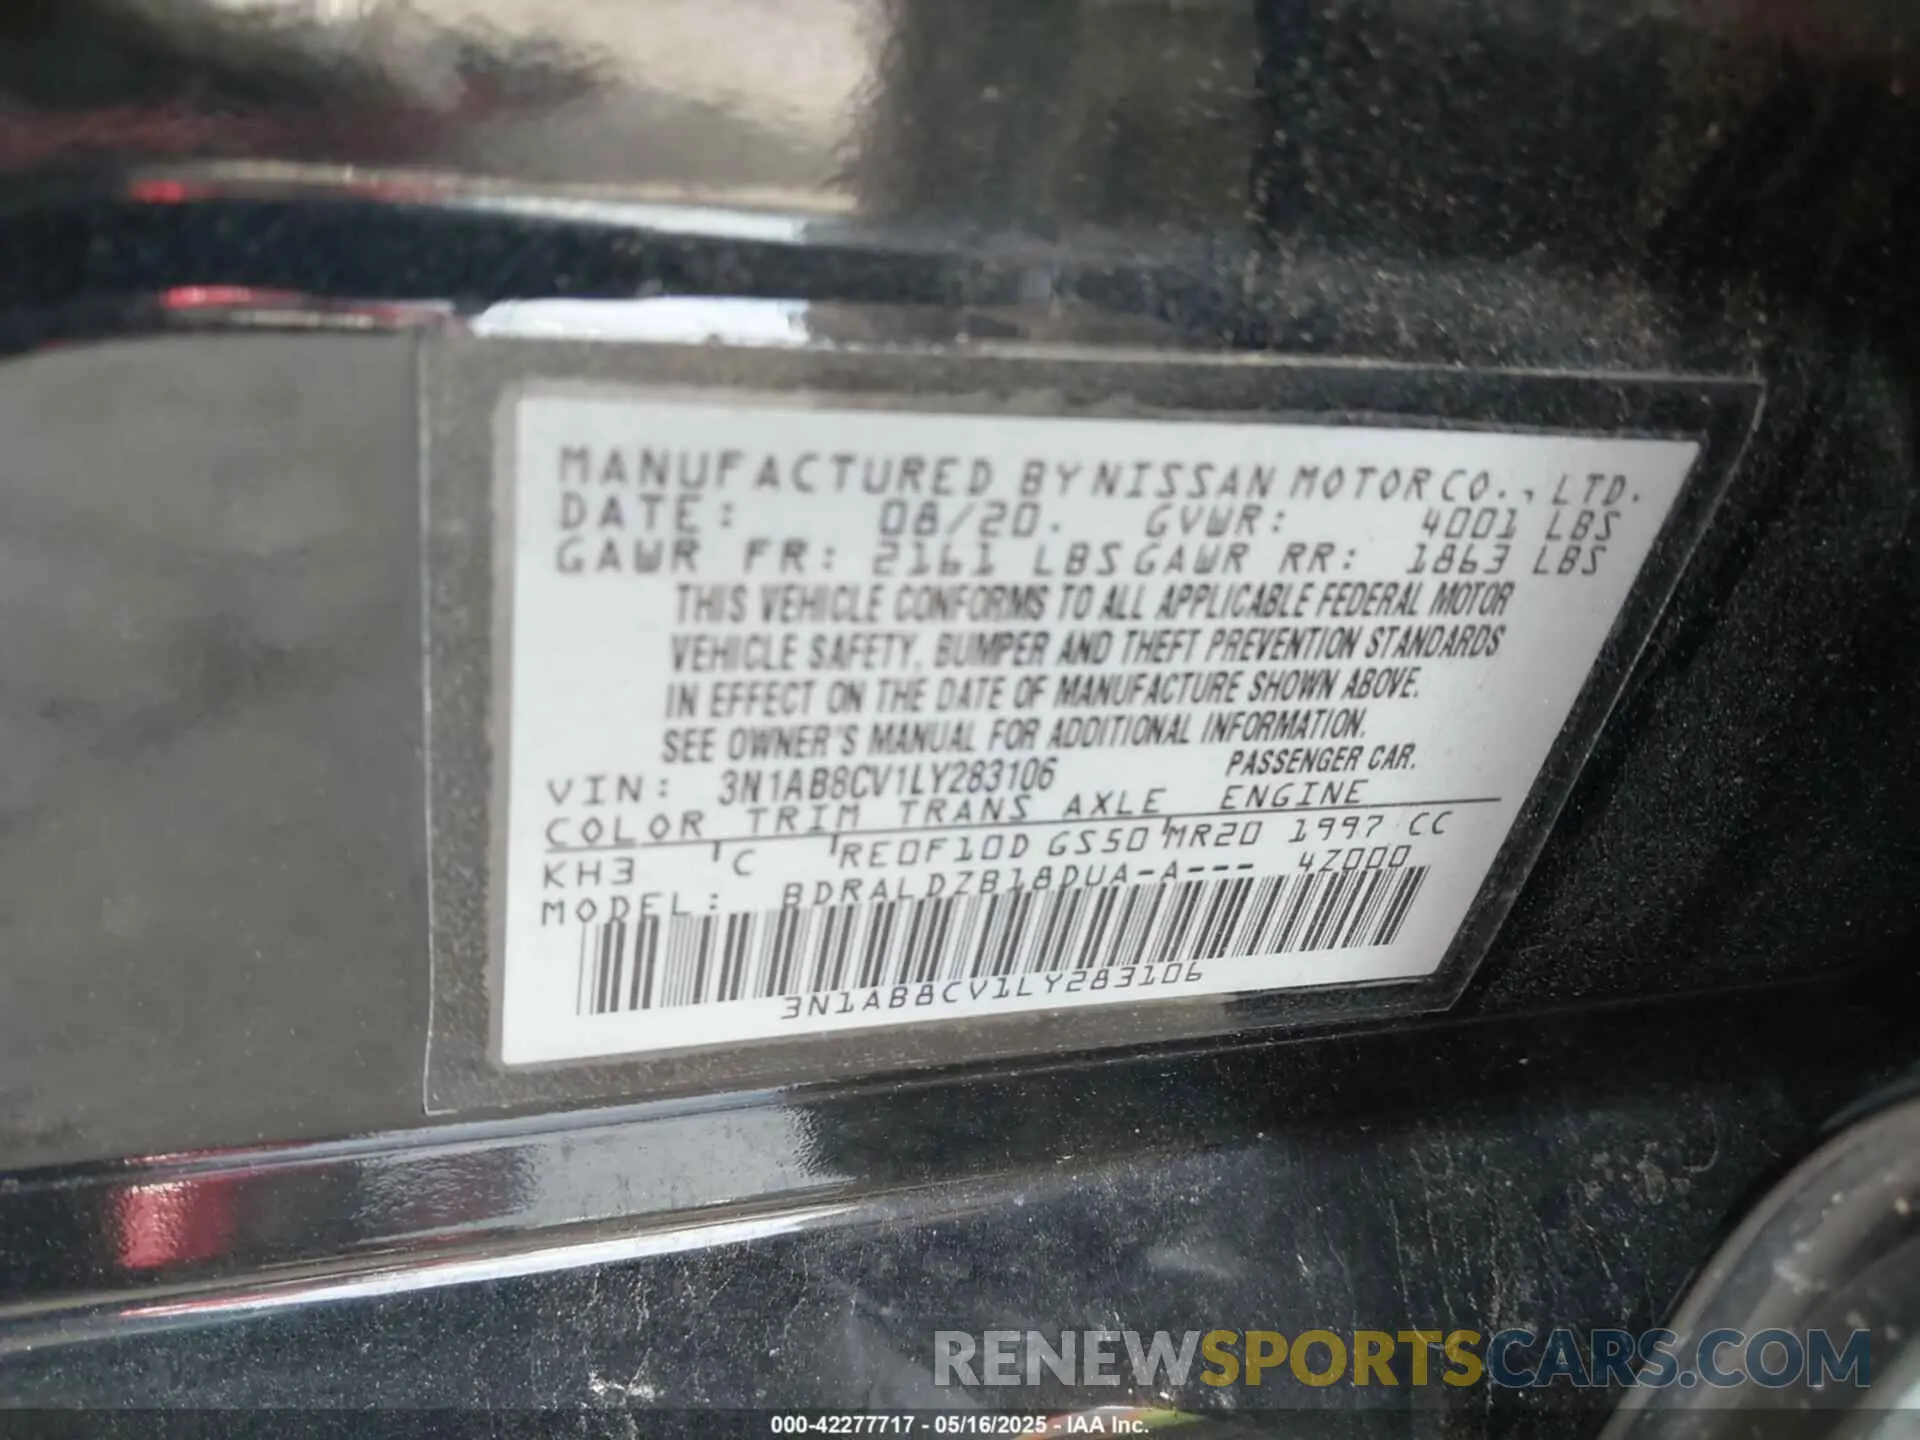 MANUFACTURED BY NISSAN MOTOR CO., LTD.
DATE: 08/20. GVWR: 4001 LBS
GAWR FR: 2161 LBS GAWR RR: 1863 LBS
THIS VEHICLE CONFORMS TO ALL APPLICABLE FEDERAL MOTOR
VEHICLE SAFETY, BUMPER AND THEFT PREVENTION STANDARDS
IN EFFECT ON THE DATE OF MANUFACTURE SHOWN ABOVE.
SEE OWNER'S MANUAL FOR ADDITIONAL INFORMATION.
VIN: 3N1AB8CV1LY283106 PASSENGER CAR.
COLOR TRIM TRANS AXLE ENGINE
KH3 C RE0F10D GS50 MR20 1997 CC
MODEL: BDRALDZB18DUA-A--- 4Z000
3N1AB8CV1LY283106
RENEWSPORTSCARS.COM
000-42277717 - 05/16/2025 - IAA Inc.